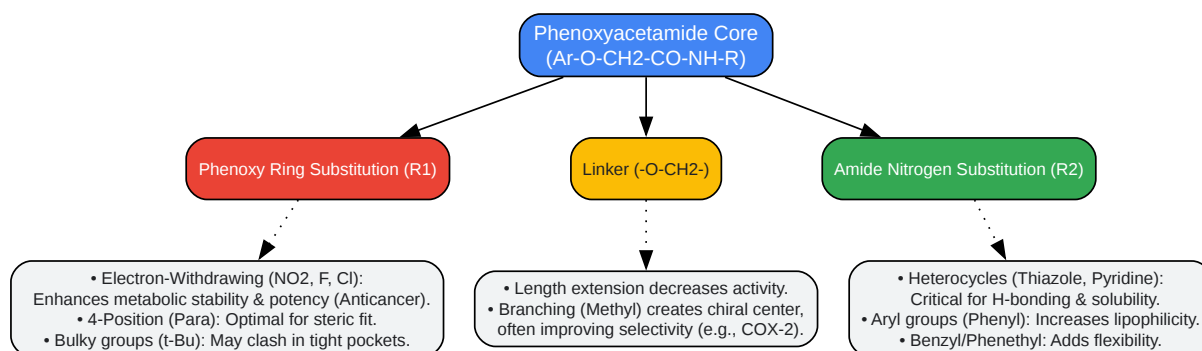 Phenoxyacetamide Core
(Ar-O-CH2-CO-NH-R)
Phenoxy Ring Substitution (R1)
Linker (-O-CH2-)
Amide Nitrogen Substitution (R2)
• Electron-Withdrawing (NO2, F, Cl):
Enhances metabolic stability & potency (Anticancer).
• 4-Position (Para): Optimal for steric fit.
• Bulky groups (t-Bu): May clash in tight pockets.
• Length extension decreases activity.
• Branching (Methyl) creates chiral center,
often improving selectivity (e.g., COX-2).
• Heterocycles (Thiazole, Pyridine):
Critical for H-bonding & solubility.
• Aryl groups (Phenyl): Increases lipophilicity.
• Benzyl/Phenethyl: Adds flexibility.